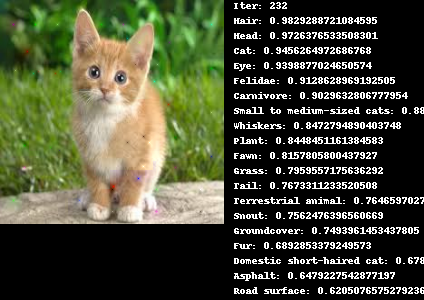 Iter: 232
Hair: 0.9829288721084595
Head: 0.9726376533508301
Cat: 0.9456264972686768
Eye: 0.9398877024650574
Felidae: 0.9128628969192505
Carnivore: 0.9029632806777954
Small to medium-sized cats: 0.88
Whiskers: 0.8472794890403748
Plant: 0.8448451161384583
Fawn: 0.8157805800437927
Grass: 0.7959557175636292
Tail: 0.7673311233520508
Terrestrial animal: 0.7646597027
Snout: 0.7562476396560669
Groundcover: 0.7493961453437805
Fur: 0.6892853379249573
Domestic short-haired cat: 0.678
Asphalt: 0.6479227542877197
Road surface: 0.6205076575279236